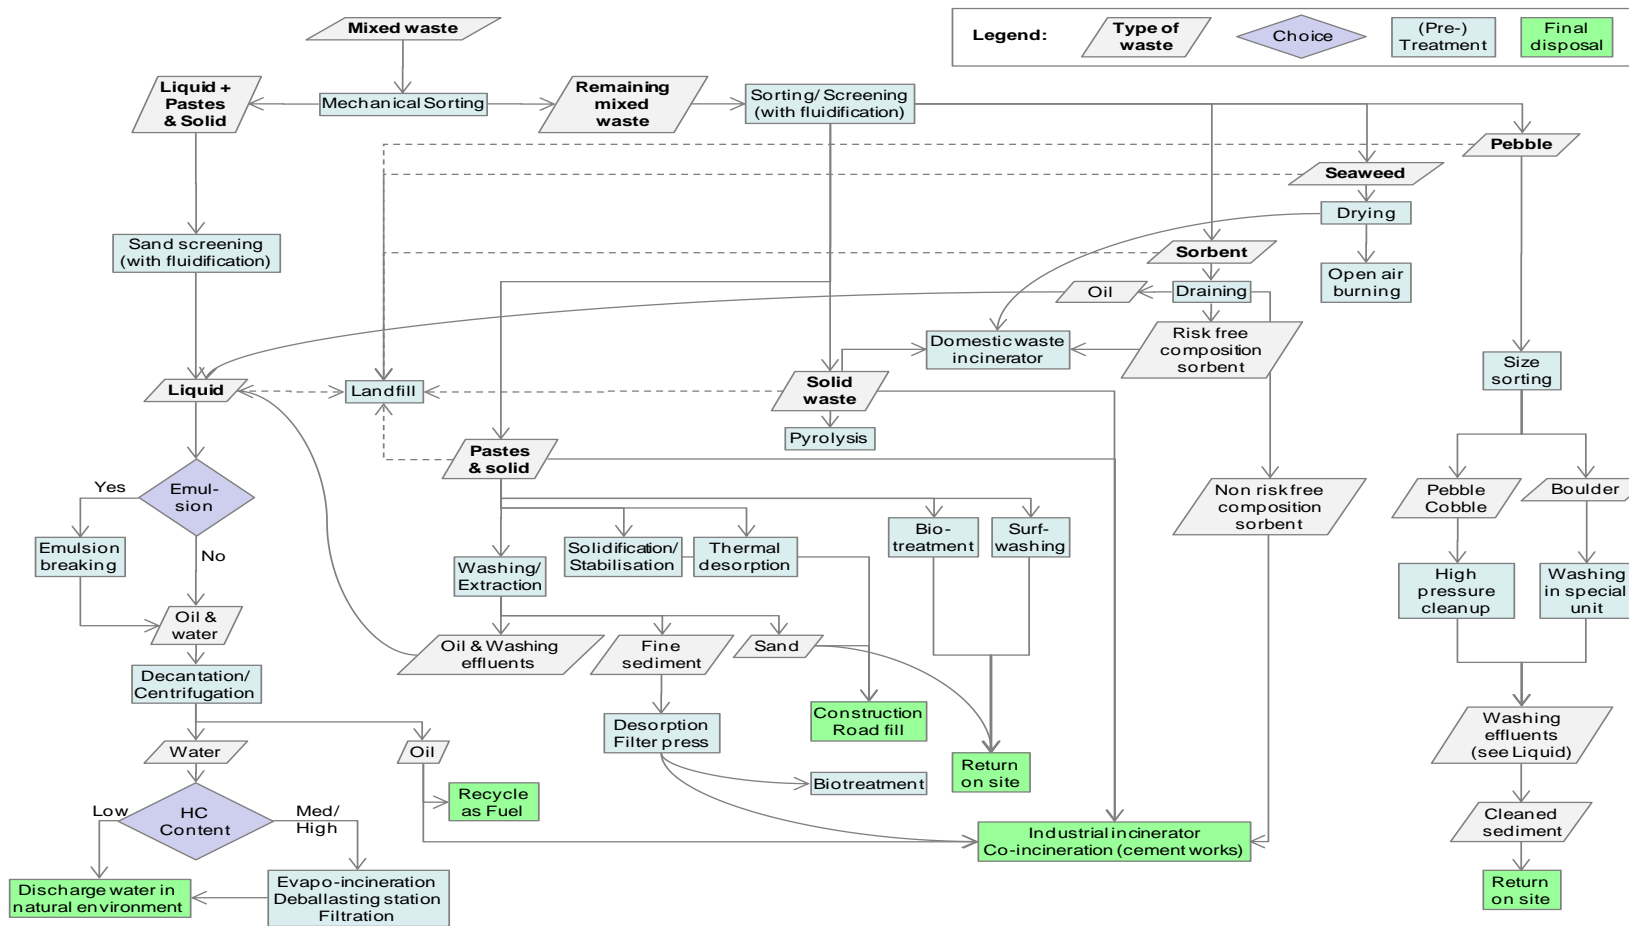 Mixed waste
Legend:
Type of
waste
Choice
(Pre-)
Treatment
Final
disposal
Liquid +
Pastes
& Solid
Mechanical Sorting
Remaining
mixed
waste
Sorting/ Screening
(with fluidification)
Pebble
Seaweed
Drying
Sand screening
(with fluidification)
Sorbent
Open air
burning
Oil
Draining
Domestic waste
incinerator
Risk free
composition
sorbent
Size
sorting
Liquid
Landfill
Solid
waste
Pyrolysis
Pastes
& solid
Yes
Emul-
sion
No
Emulsion
breaking
Non risk free
composition
sorbent
Pebble
Cobble
Boulder
Washing/
Extraction
Solidification/
Stabilisation
Thermal
desorption
Bio-
treatment
Surf-
washing
High
pressure
cleanup
Washing
in special
unit
Oil &
water
Oil & Washing
effluents
Fine
sediment
Sand
Decantation/
Centrifugation
Desorption
Filter press
Construction
Road fill
Washing
effluents
(see Liquid)
Water
Oil
Biotreatment
Return
on site
Recycle
as Fuel
Low
HC
Content
Med/
High
Industrial incinerator
Co-incineration (cement works)
Cleaned
sediment
Discharge water in
natural environment
Evapo-incineration
Deballasting station
Filtration
Return
on site